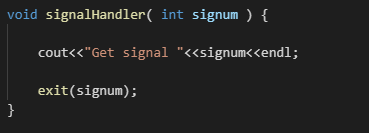 void signalHandler( int signum ) {
cout<<"Get signal "<<signum<<endl;
exit(signum);
}